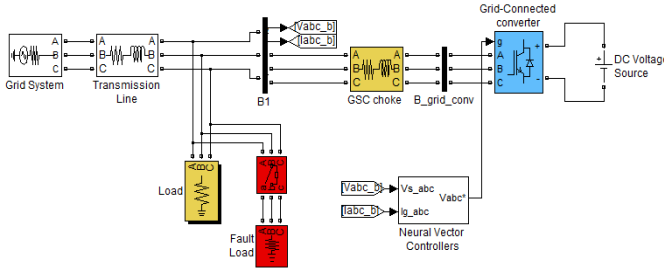 Grid-Connected
converter
Vabc_b]
Iabc_b]
A
B
C
A
B
C
A
B
C
Grid System
Transmission
Line
B1
A
B
C
A
B
C
GSC choke
B_grid_conv
g
A
B
C
+
-
+
DC Voltage
Source
A
B
C
Load
A
B
C
a
b
c
A
B
C
Fault
Load
[Vabc_b]
[Iabc_b]
Vs_abc
Ig_abc
Vabc*
Neural Vector
Controllers